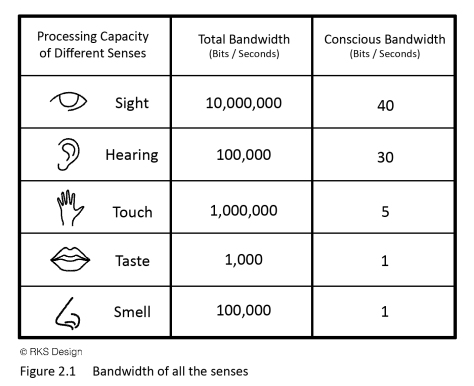 Processing Capacity
of Different Senses
Total Bandwidth
(Bits / Seconds)
Conscious Bandwidth
(Bits / Seconds)
Sight 10,000,000 40
Hearing 100,000 30
Touch 1,000,000 5
Taste 1,000 1
Smell 100,000 1
© RKS Design
Figure 2.1 Bandwidth of all the senses